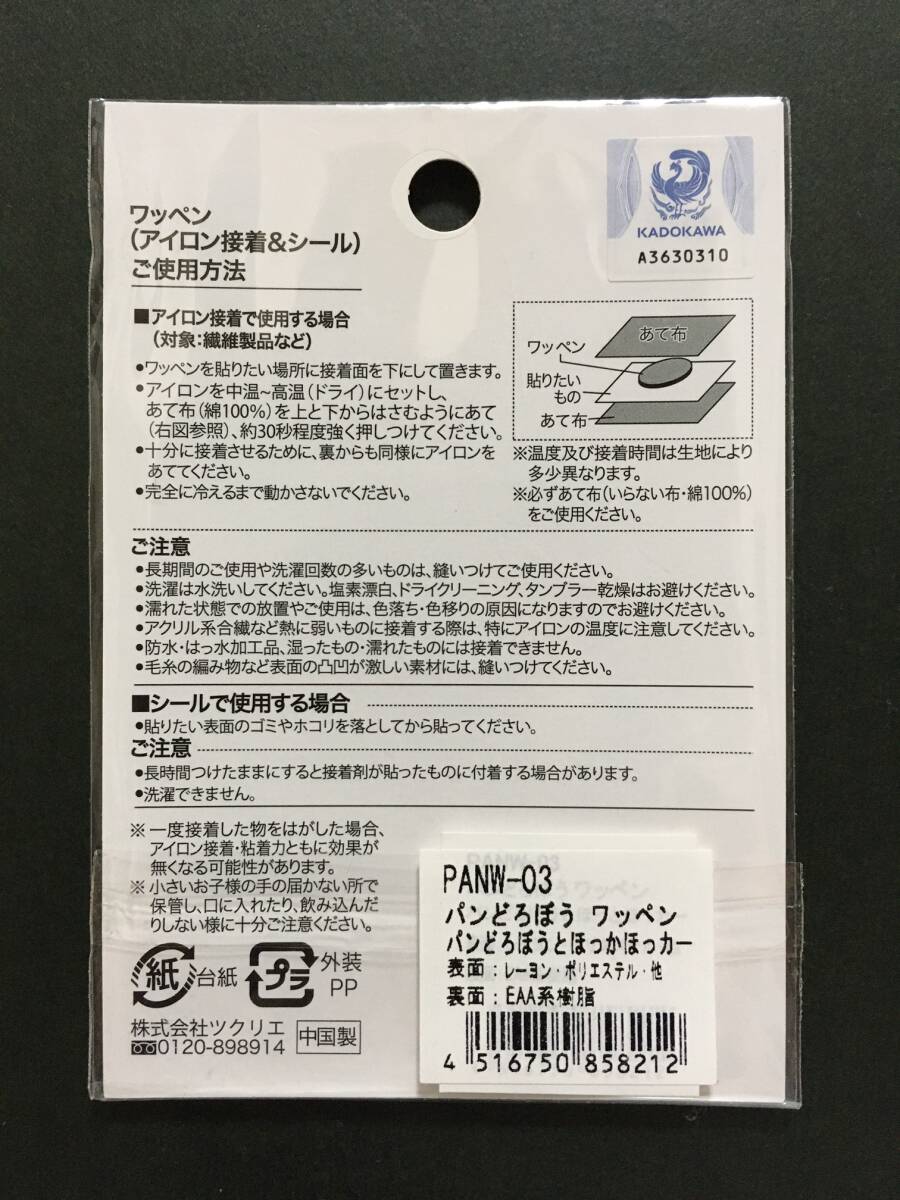 ワッペン
(アイロン接着&シール)
ご使用方法
KADOKAWA
A3630310
■アイロン接着で使用する場合
(対象:繊維製品など)
•ワッペンを貼りたい場所に接着面を下にして置きます。
•アイロンを中温~高温(ドライ)にセットし、
あて布(綿100%)を上と下からはさむようにあて
(右図参照)、約30秒程度強く押しつけてください。
•十分に接着させるために、裏からも同様にアイロンを
あててください。
•完全に冷えるまで動かさないでください。
あて布
ワッペン
貼りたい
もの
あて布
※温度及び接着時間は生地により
多少異なります。
※必ずあて布(いらない布・綿100%)
をご使用ください。
ご注意
•長期間のご使用や洗濯回数の多いものは、縫いつけてご使用ください。
•洗濯は水洗いしてください。塩素漂白、ドライクリーニング、タンブラー乾燥はお避けください。
•濡れた状態での放置やご使用は、色落ち・色移りの原因になりますのでお避けください。
•アクリル系合繊など熱に弱いものに接着する際は、特にアイロンの温度に注意してください。
•防水・はっ水加工品、湿ったもの・濡れたものには接着できません。
•毛糸の編み物など表面の凸凹が激しい素材には、縫いつけてください。
■シールで使用する場合
•貼りたい表面のゴミやホコリを落としてから貼ってください。
ご注意
•長時間つけたままにすると接着剤が貼ったものに付着する場合があります。
•洗濯できません。
※一度接着した物をはがした場合、
アイロン接着・粘着力ともに効果が
無くなる可能性があります。
※小さいお子様の手の届かない所で
保管し、口に入れたり、飲み込んだ
りしない様に十分ご注意ください。
紙 台紙 プラ 外装
PP
株式会社ツクリエ
0120-898914
中国製
PANW-03
パンどろぼう ワッペン
パンどろぼうとほっかほっカー
表面:レーヨン・ポリエステル・他
裏面:EAA系樹脂
4 516750 858212